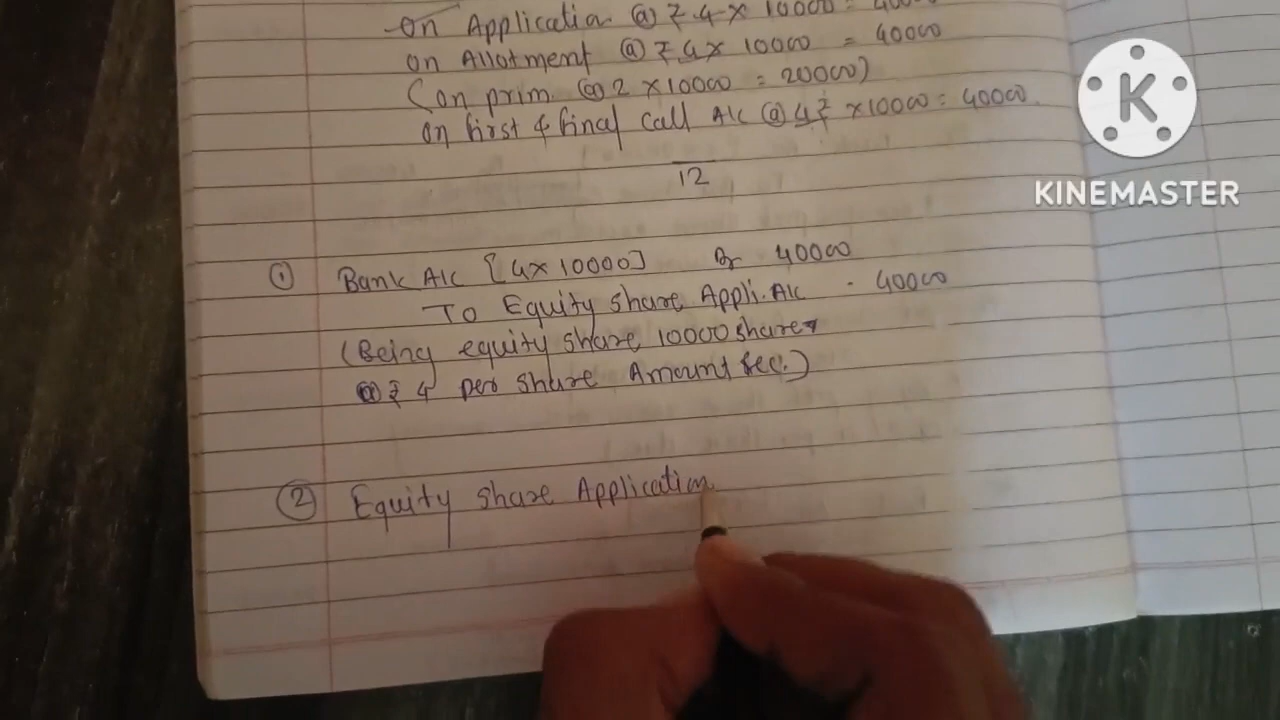 On Application @ ₹ 4 × 10000 = 40000
on Allotment @ ₹ 4 × 10000 = 40000
(on prim. @ 2 × 10000 = 20000)
on first & final call A/c @ 4₹ × 10000 = 40000
12
① Bank A/c [4 × 10000] Dr 40000
To Equity share Appli. A/c - 40000
(Being equity share 10000 shares
@ ₹ 4 per share Amount Rec.)
② Equity share Application
K
KINEMASTER